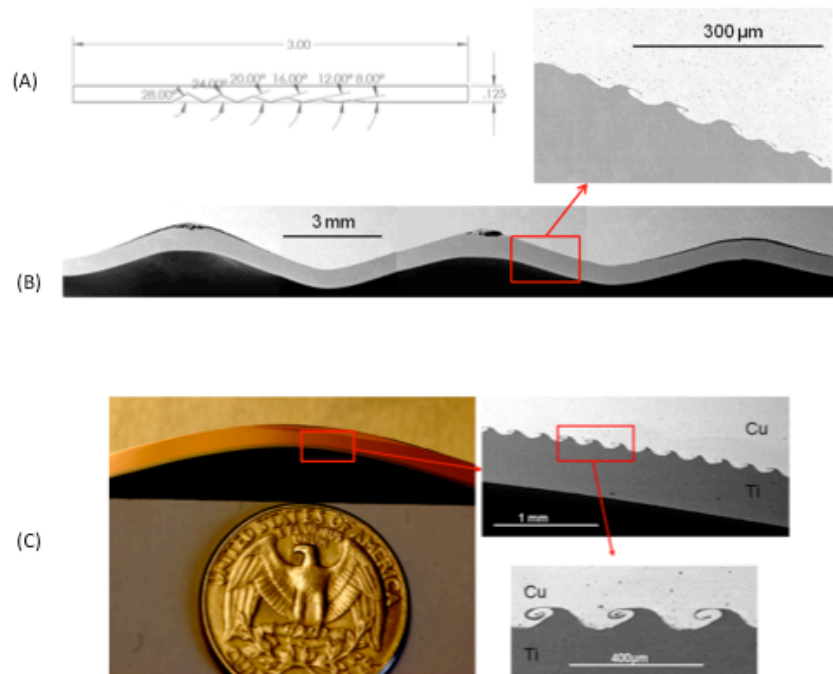 (A)
3.00
28.00°
24.00°
20.00°
16.00°
12.00°
8.00°
.125
300 µm
(B)
3 mm
(C)
UNITED STATES OF AMERICA
Cu
Ti
1 mm
Cu
Ti
400µm